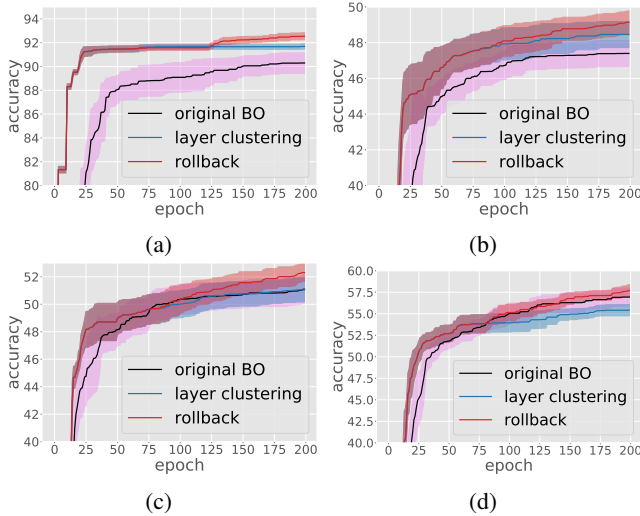 accuracy
94
92
90
88
86
84
82
80
original BO
layer clustering
rollback
0 25 50 75 100 125 150 175 200
epoch
(a)
accuracy
50
48
46
44
42
40
original BO
layer clustering
rollback
0 25 50 75 100 125 150 175 200
epoch
(b)
accuracy
52
50
48
46
44
42
40
original BO
layer clustering
rollback
0 25 50 75 100 125 150 175 200
epoch
(c)
accuracy
60.0
57.5
55.0
52.5
50.0
47.5
45.0
42.5
40.0
original BO
layer clustering
rollback
0 25 50 75 100 125 150 175 200
epoch
(d)